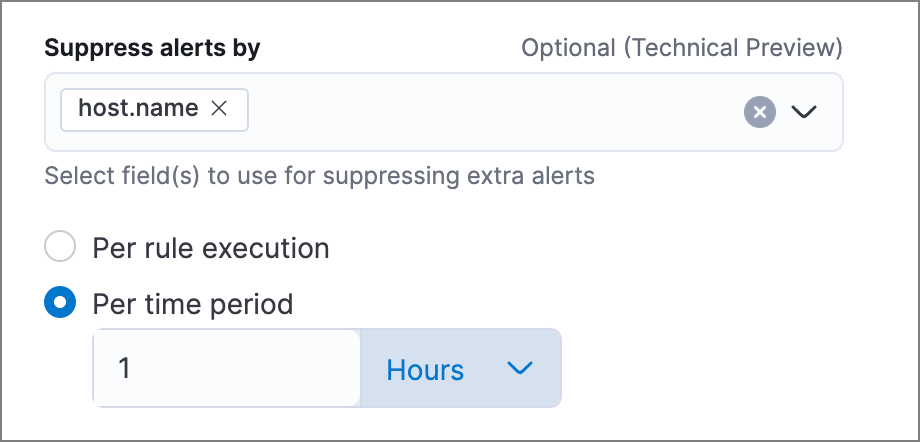 Suppress alerts by Optional (Technical Preview)
host.name
Select field(s) to use for suppressing extra alerts
Per rule execution
Per time period
1 Hours